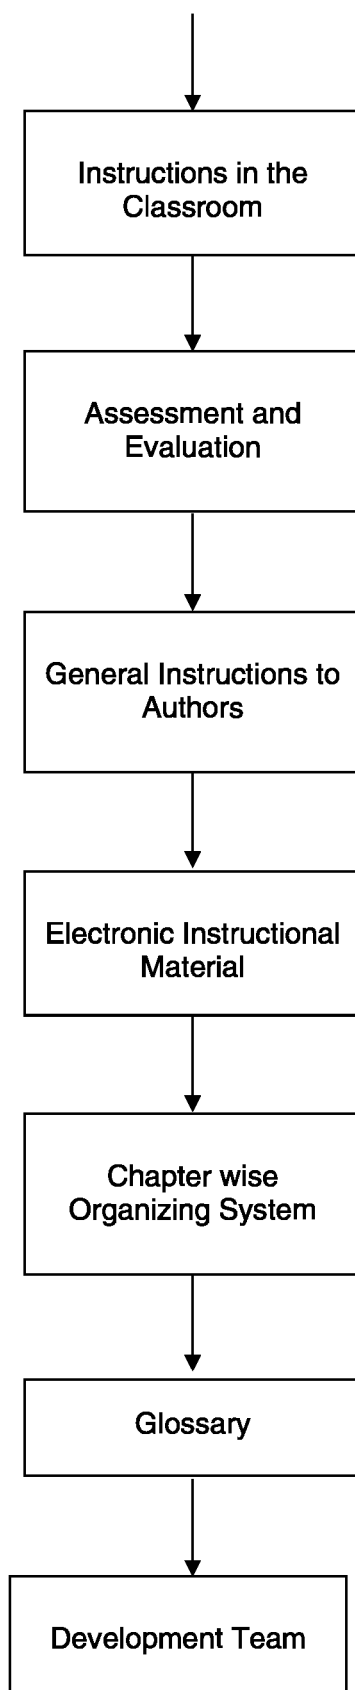 Instructions in the
Classroom
Assessment and
Evaluation
General Instructions to
Authors
Electronic Instructional
Material
Chapter wise
Organizing System
Glossary
Development Team